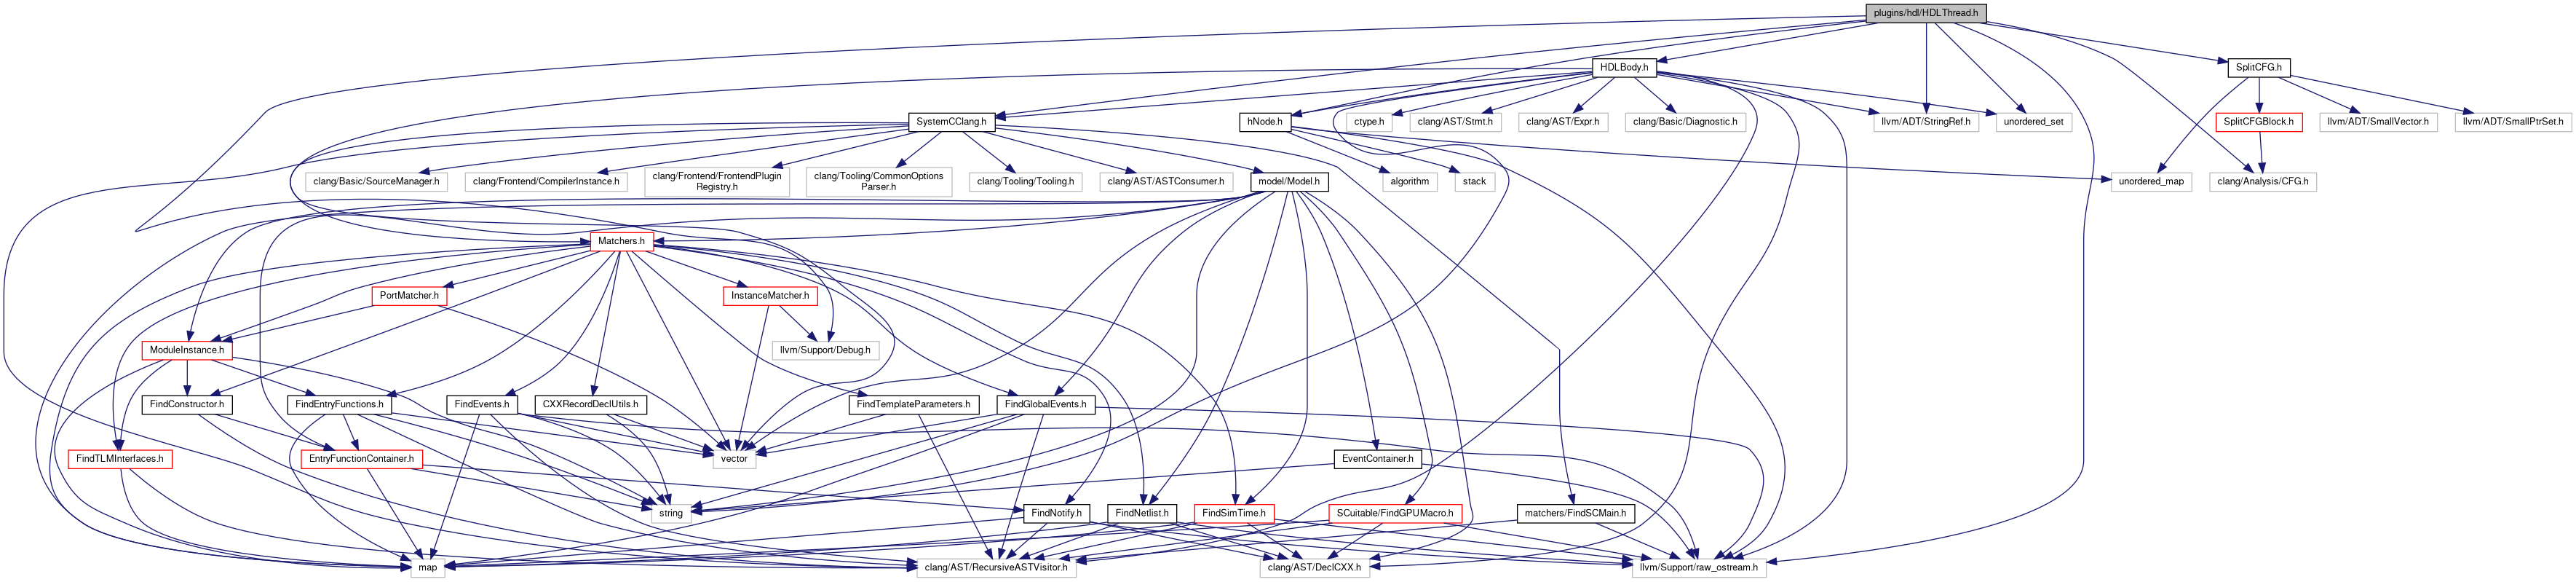 plugins/hdl/HDLThread.h
HDLBody.h
SplitCFG.h
SystemCClang.h
hNode.h
ctype.h
clang/AST/Stmt.h
clang/AST/Expr.h
clang/Basic/Diagnostic.h
llvm/ADT/StringRef.h
unordered_set
SplitCFGBlock.h
llvm/ADT/SmallVector.h
llvm/ADT/SmallPtrSet.h
clang/Basic/SourceManager.h
clang/Frontend/CompilerInstance.h
clang/Frontend/FrontendPlugin
Registry.h
clang/Tooling/CommonOptions
Parser.h
clang/Tooling/Tooling.h
clang/AST/ASTConsumer.h
model/Model.h
algorithm
stack
unordered_map
clang/Analysis/CFG.h
Matchers.h
PortMatcher.h
InstanceMatcher.h
ModuleInstance.h
llvm/Support/Debug.h
FindConstructor.h
FindEntryFunctions.h
FindEvents.h
CXXRecordDeclUtils.h
FindTemplateParameters.h
FindGlobalEvents.h
FindTLMInterfaces.h
EntryFunctionContainer.h
vector
EventContainer.h
string
FindNotify.h
FindNetlist.h
FindSimTime.h
SCuitable/FindGPUMacro.h
matchers/FindSCMain.h
map
clang/AST/RecursiveASTVisitor.h
clang/AST/DeclCXX.h
llvm/Support/raw_ostream.h